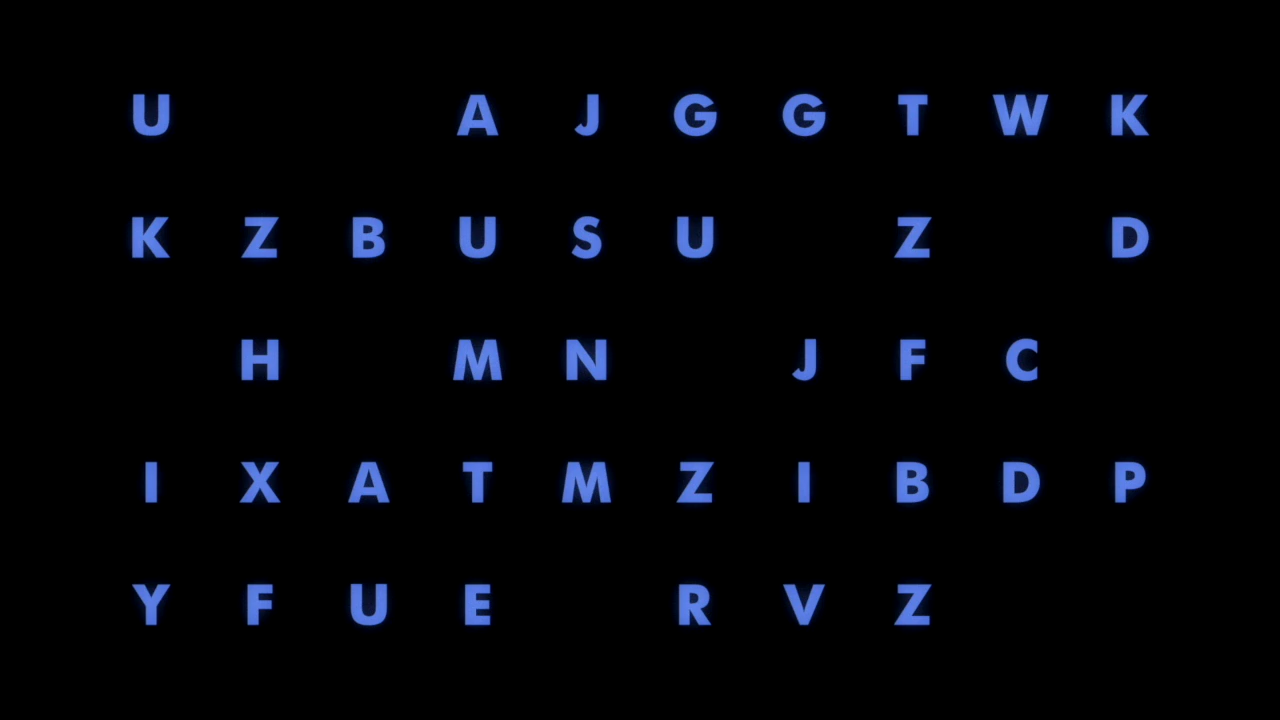 U A J G G T W K
K Z B U S U Z D
H M N J F C
I X A T M Z I B D P
Y F U E R V Z